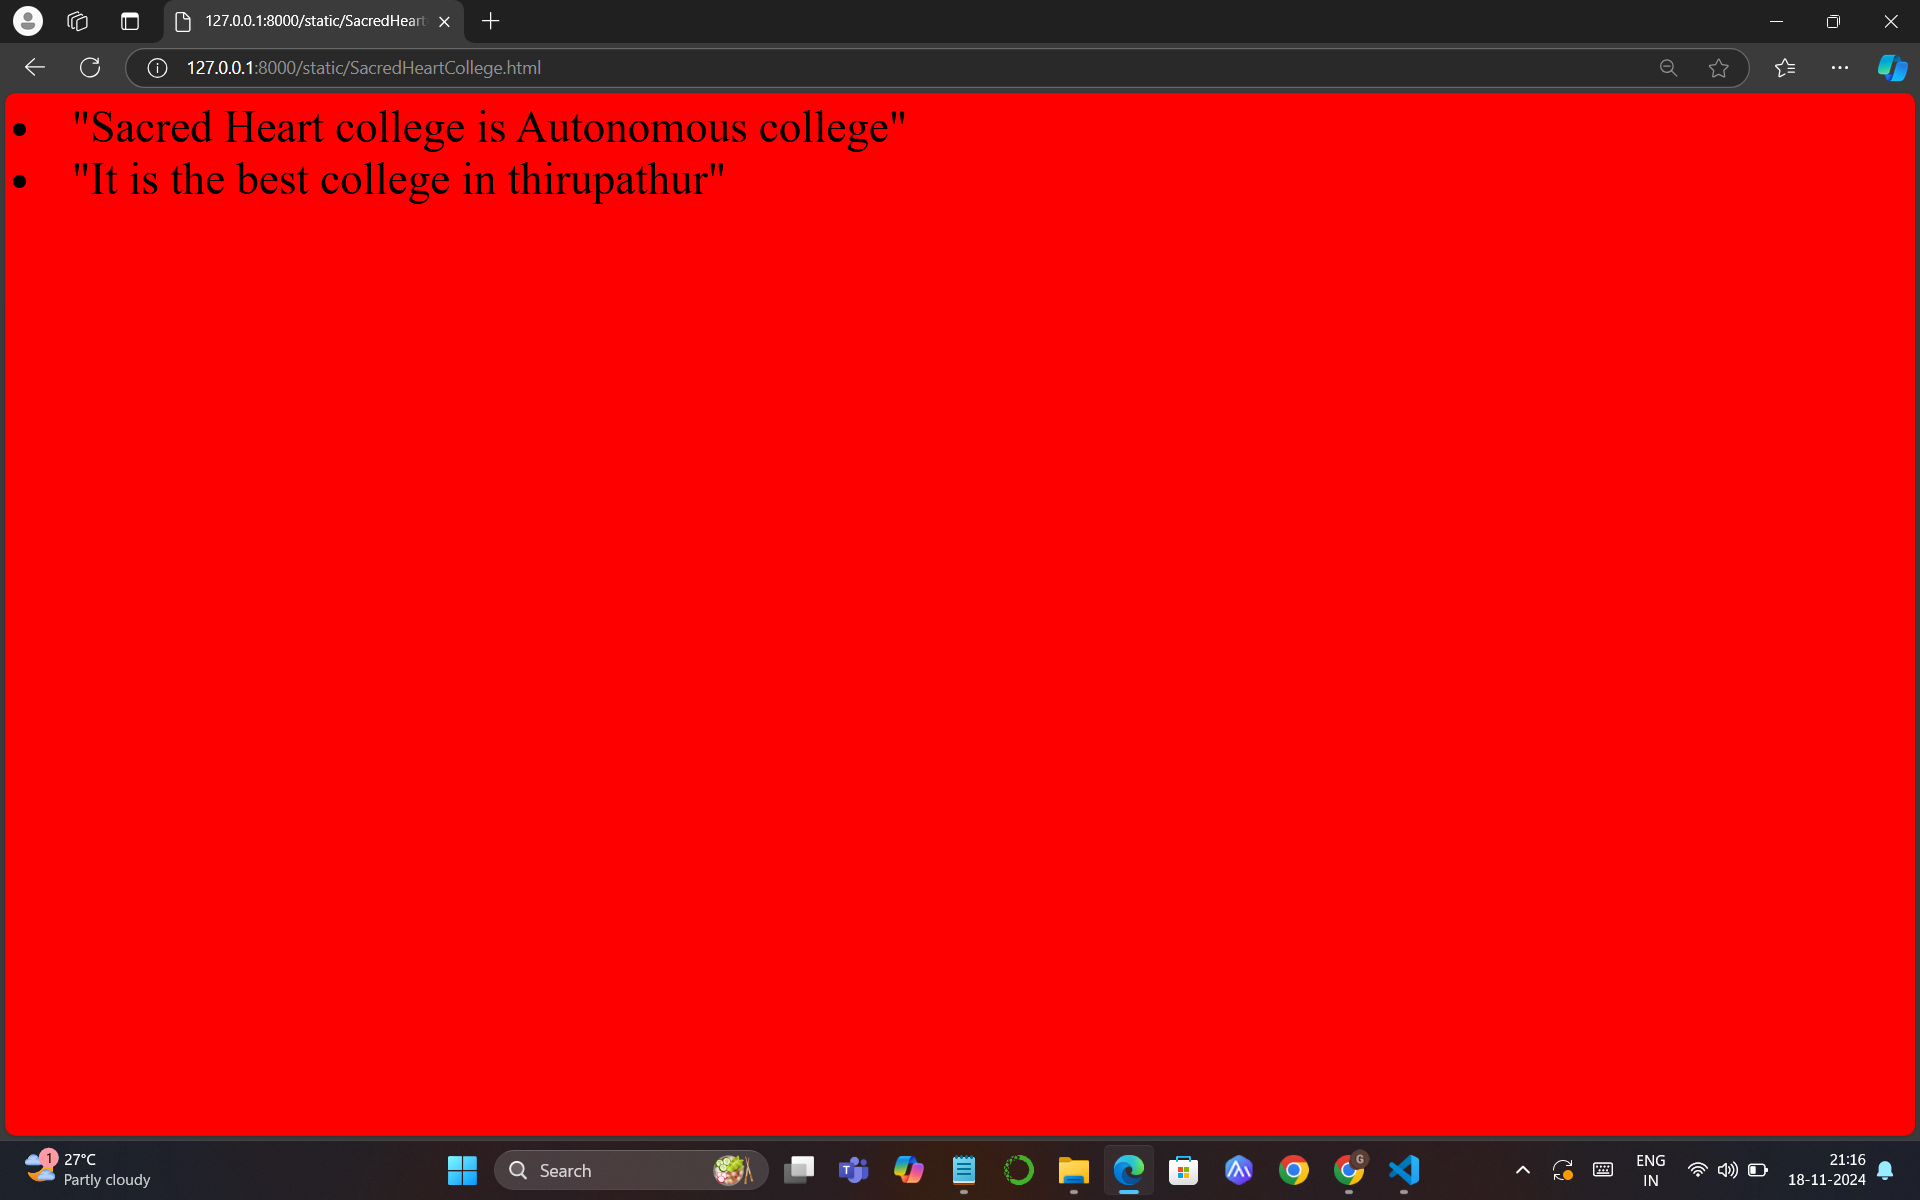 127.0.0.1:8000/static/SacredHeart
127.0.0.1:8000/static/SacredHeartCollege.html
• "Sacred Heart college is Autonomous college"
• "It is the best college in thirupathur"
1
27°C
Partly cloudy
Search
T
G
ENG
IN
21:16
18-11-2024